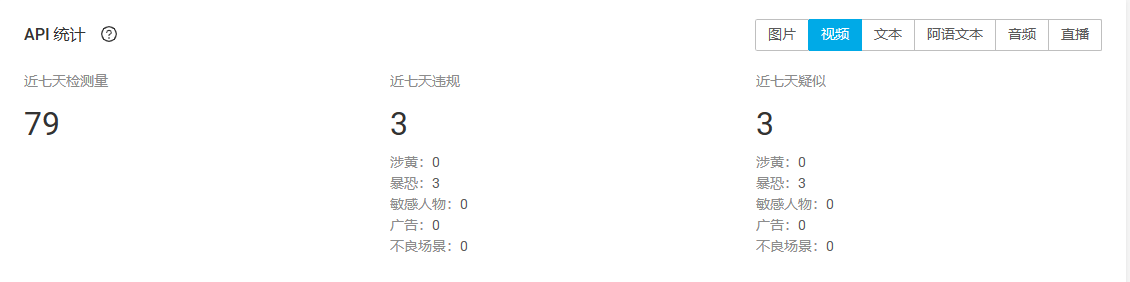 API 统计
图片 视频 文本 阿语文本 音频 直播
近七天检测量 近七天违规 近七天疑似
79 3 3
涉黄：0 涉黄：0
暴恐：3 暴恐：3
敏感人物：0 敏感人物：0
广告：0 广告：0
不良场景：0 不良场景：0